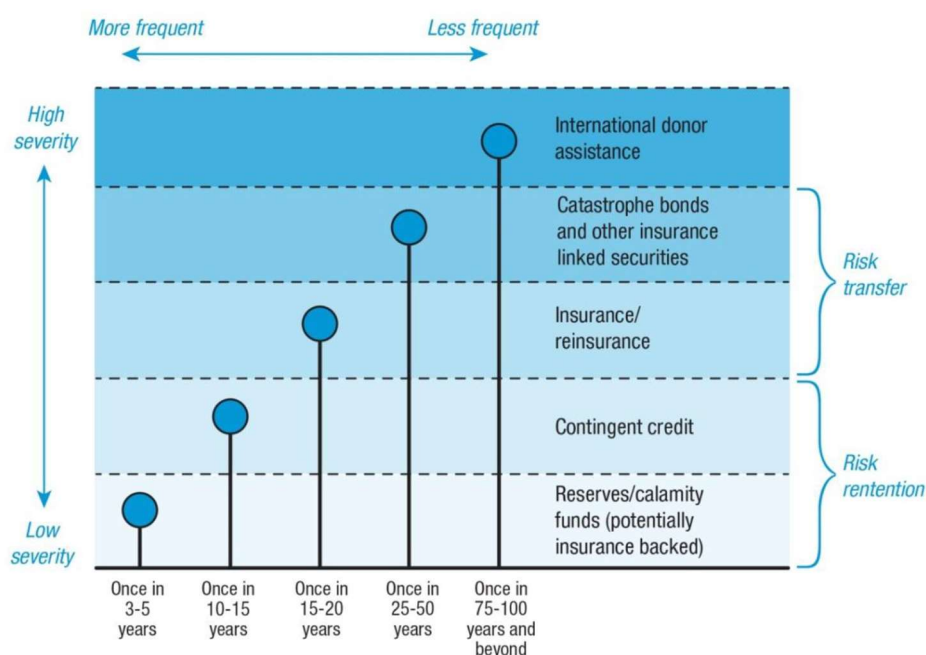 More frequent
Less frequent
High
severity
International donor
assistance
Catastrophe bonds
and other insurance
linked securities
Risk
transfer
Insurance/
reinsurance
Contingent credit
Risk
rentention
Reserves/calamity
funds (potentially
insurance backed)
Low
severity
Once in
3-5
years
Once in
10-15
years
Once in
15-20
years
Once in
25-50
years
Once in
75-100
years and
beyond